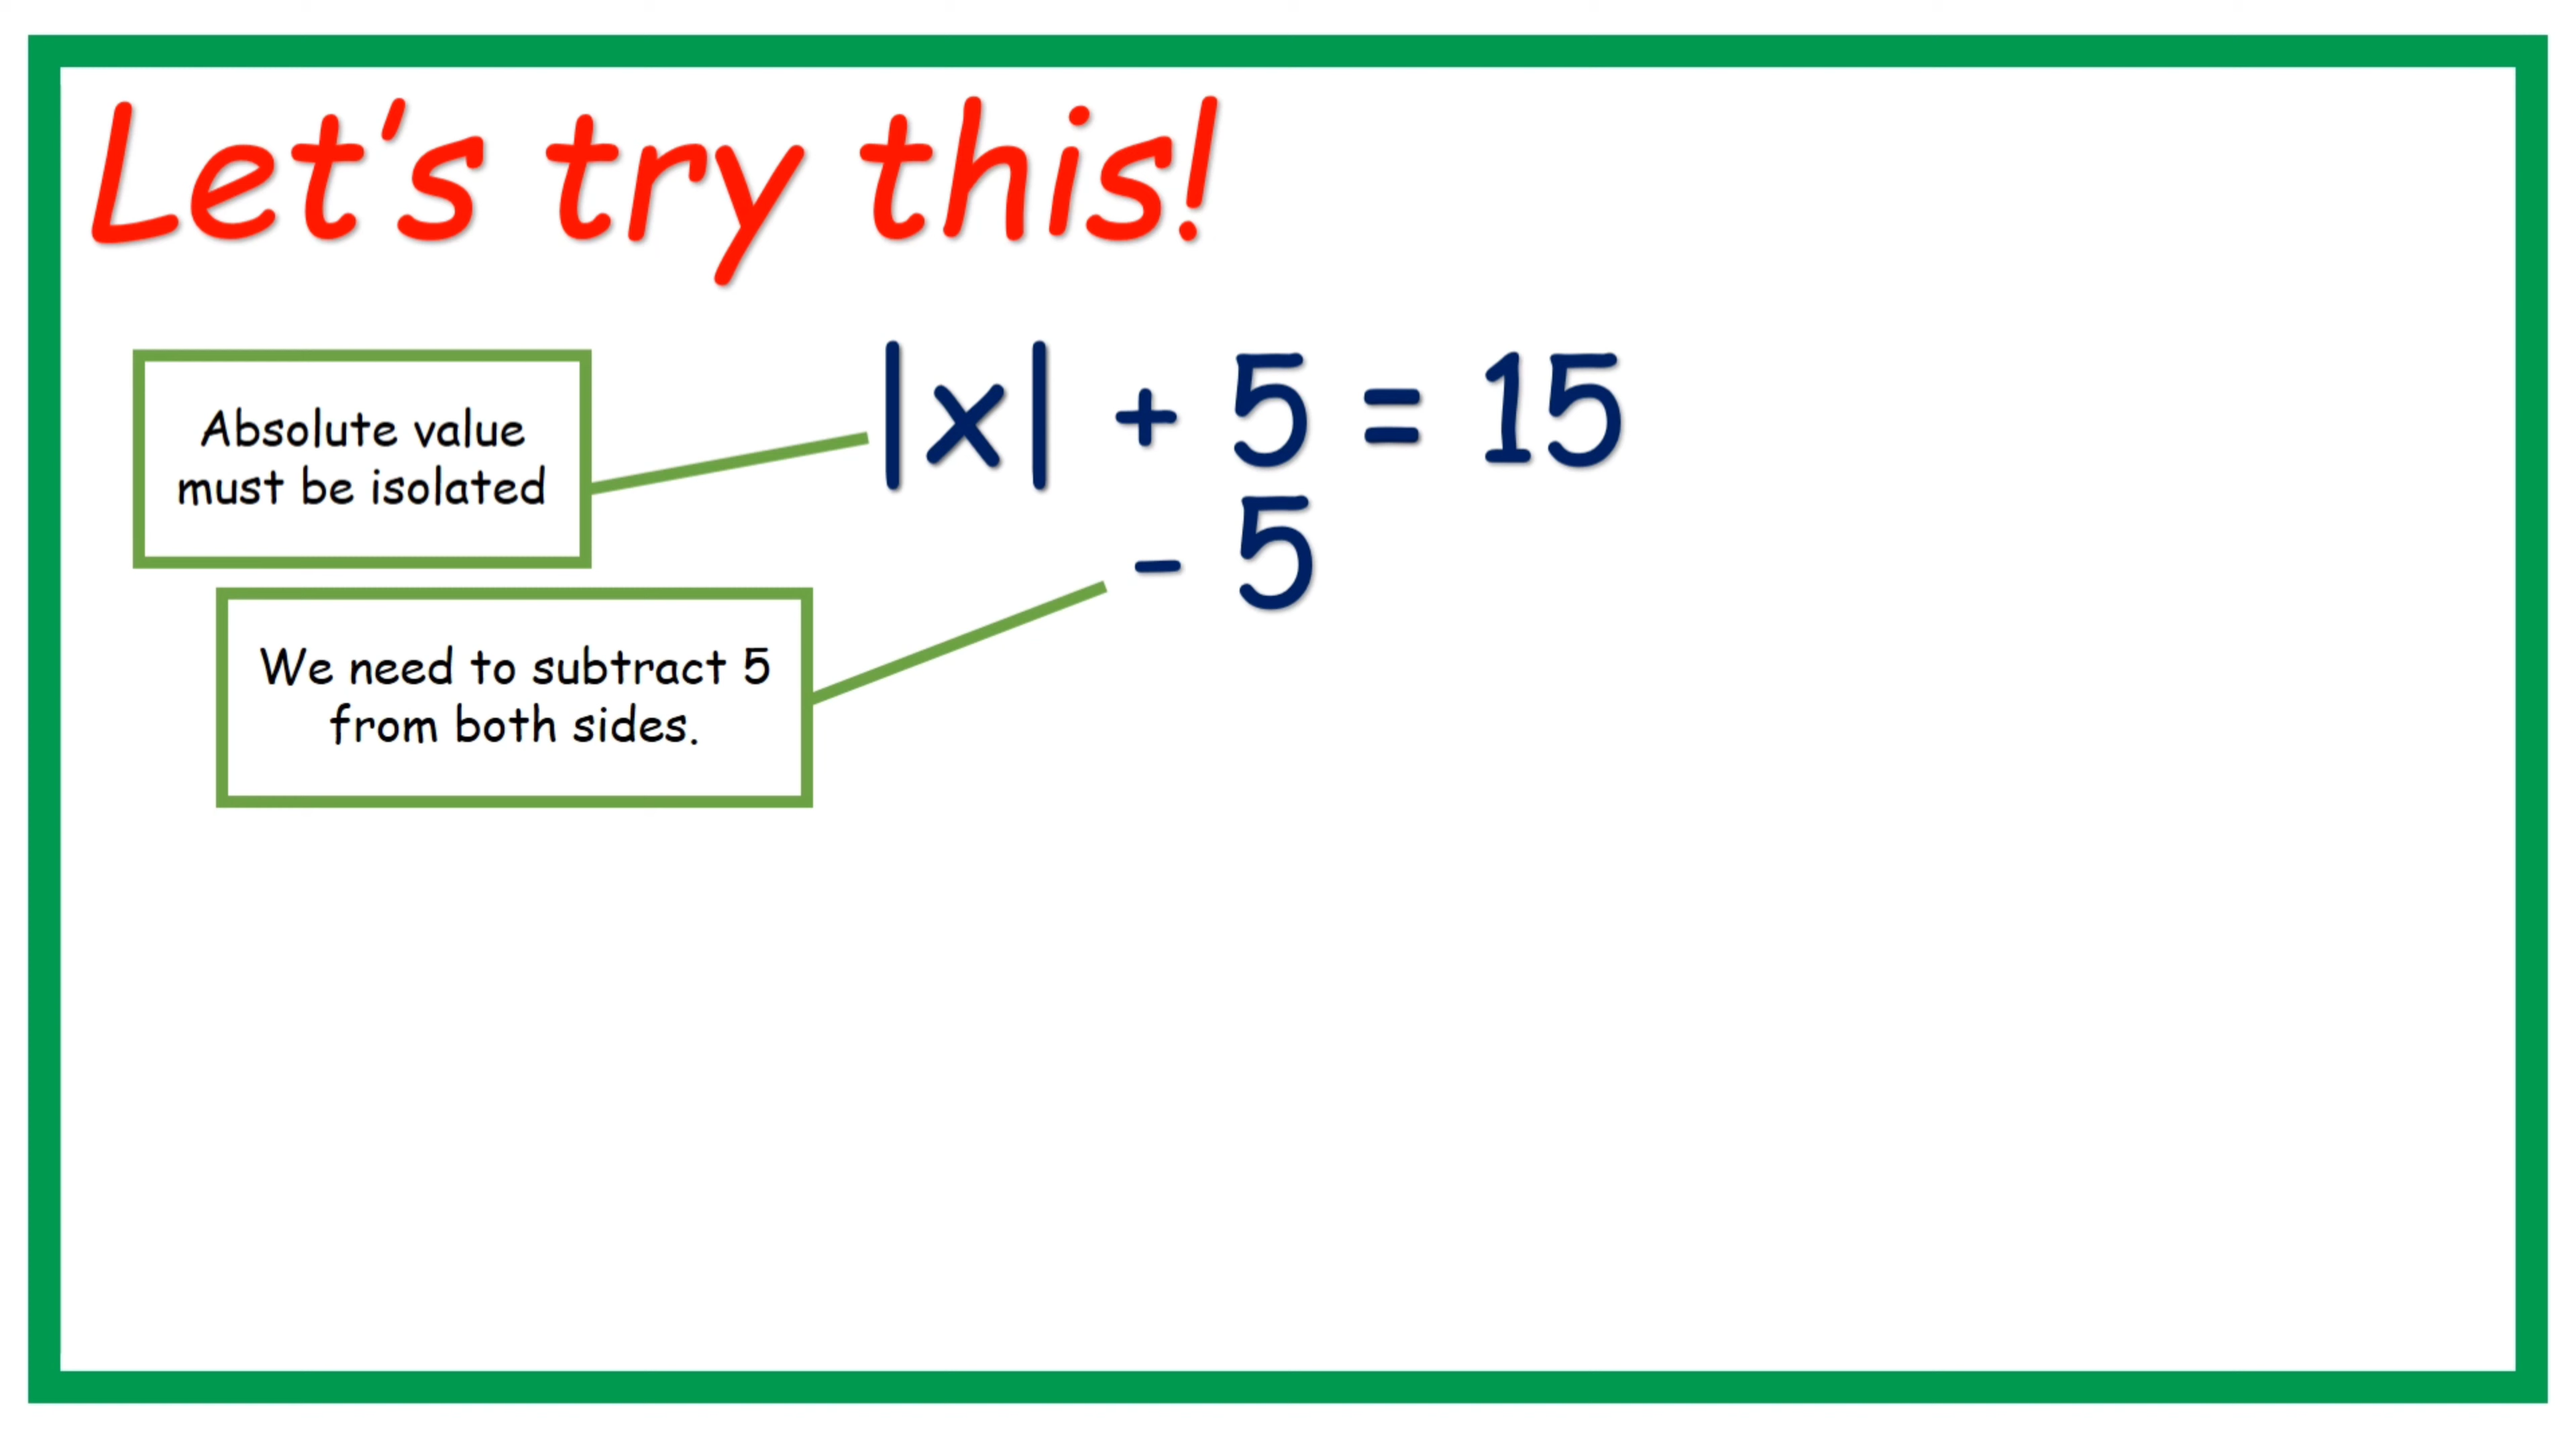 Let's try this!
|x| + 5 = 15
- 5
Absolute value
must be isolated
We need to subtract 5
from both sides.